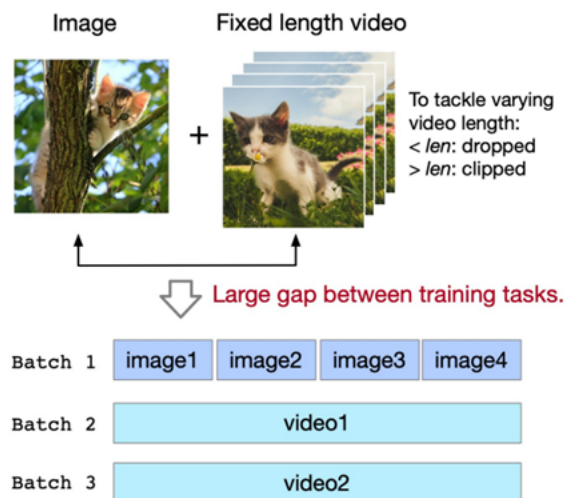 Image
Fixed length video
+
To tackle varying
video length:
< len: dropped
> len: clipped
Large gap between training tasks.
Batch 1 image1 image2 image3 image4
Batch 2 video1
Batch 3 video2